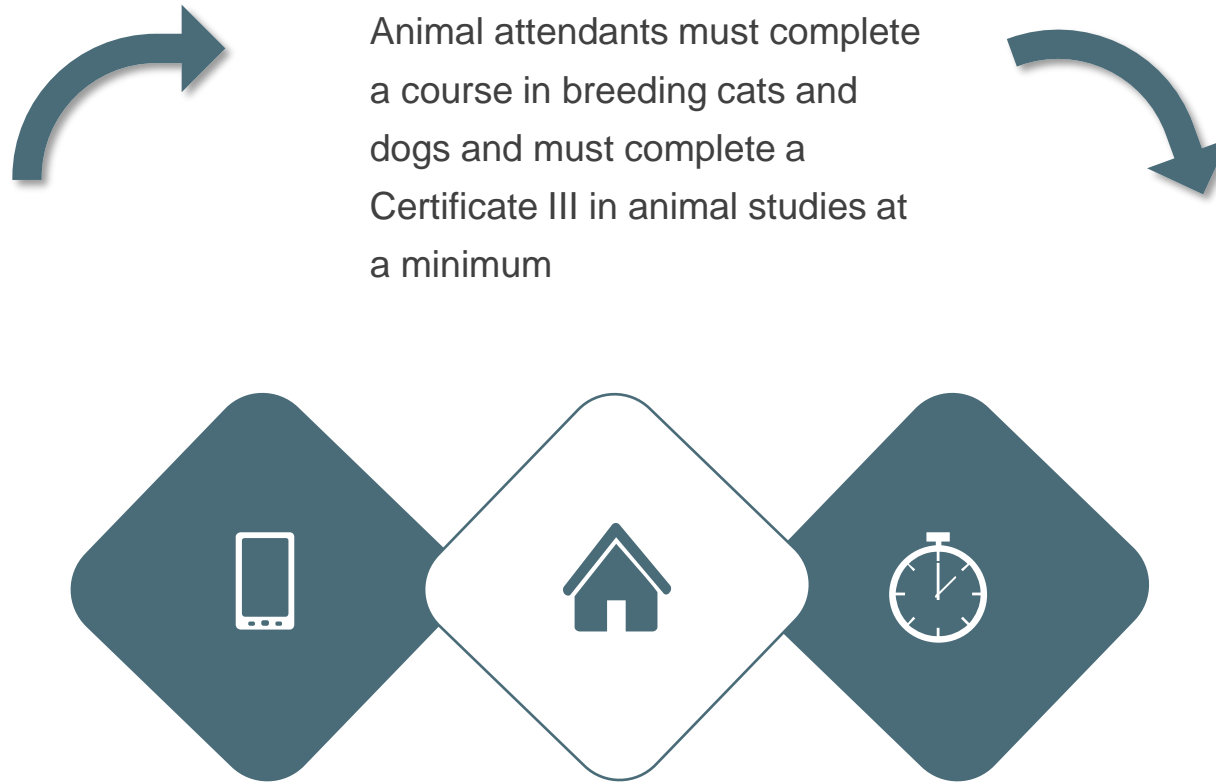 Animal attendants must complete
a course in breeding cats and
dogs and must complete a
Certificate III in animal studies at
a minimum